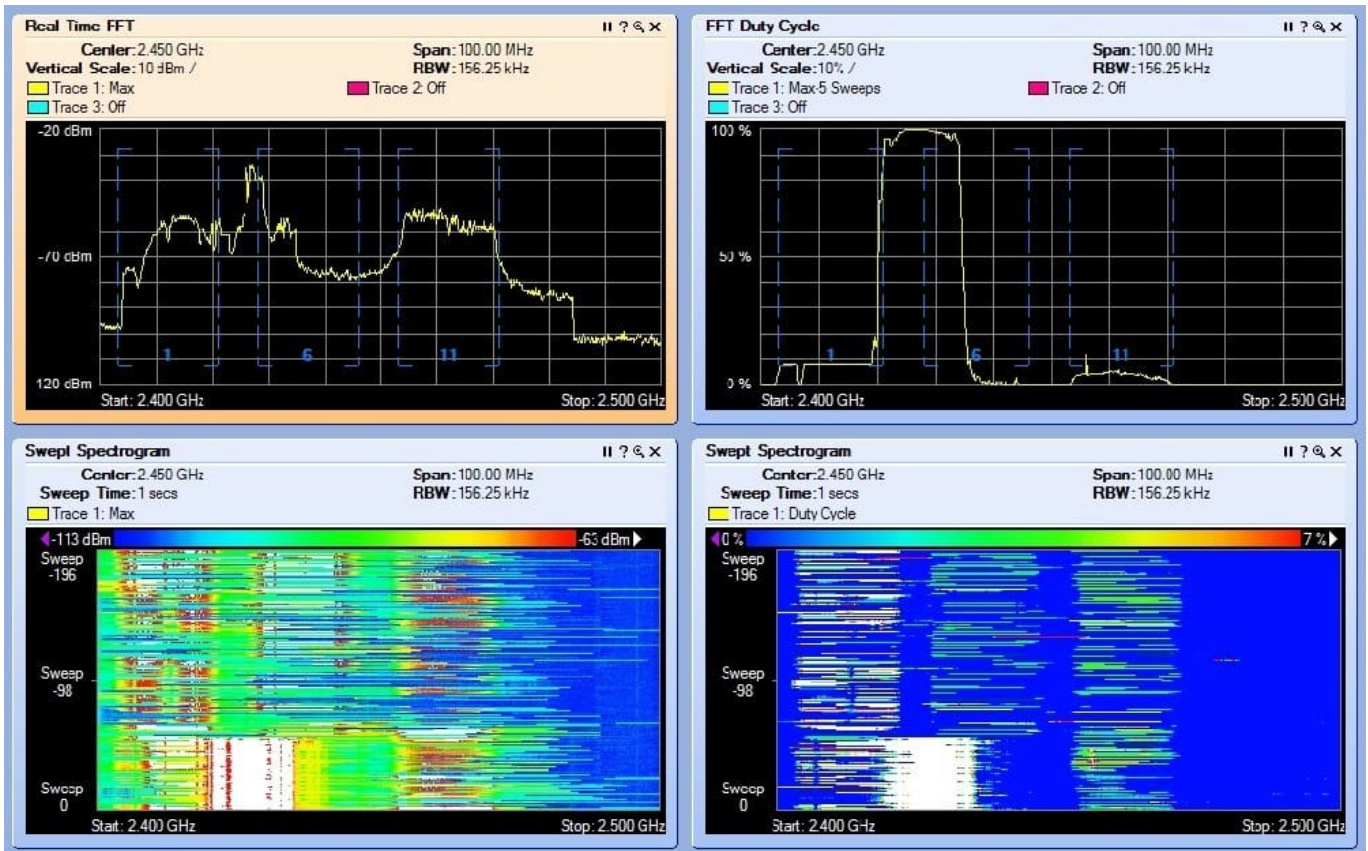 Real Time FFT
Center: 2.450 GHz Span: 100.00 MHz
Vertical Scale: 10 dBm / RBW: 156.25 kHz
Trace 1: Max Trace 2: Off
Trace 3: Off
-20 dBm
-70 dBm
120 dBm
1 6 11
Start: 2.400 GHz Stop: 2.500 GHz
FFT Duty Cycle
Center: 2.450 GHz Span: 100.00 MHz
Vertical Scale: 10% / RBW: 156.25 kHz
Trace 1: Max-5 Sweeps Trace 2: Off
Trace 3: Off
100 %
50 %
0 %
1 6 11
Start: 2.400 GHz Stop: 2.500 GHz
Swept Spectrogram
Center: 2.450 GHz Span: 100.00 MHz
Sweep Time: 1 secs RBW: 156.25 kHz
Trace 1: Max
-113 dBm -63 dBm
Sweep
-196
Sweep
-98
Sweep
0
Start: 2.400 GHz Stop: 2.500 GHz
Swept Spectrogram
Center: 2.450 GHz Span: 100.00 MHz
Sweep Time: 1 secs RBW: 156.25 kHz
Trace 1: Duty Cycle
0 % 7 %
Sweep
-196
Sweep
-98
Sweep
0
Start: 2.400 GHz Stop: 2.500 GHz